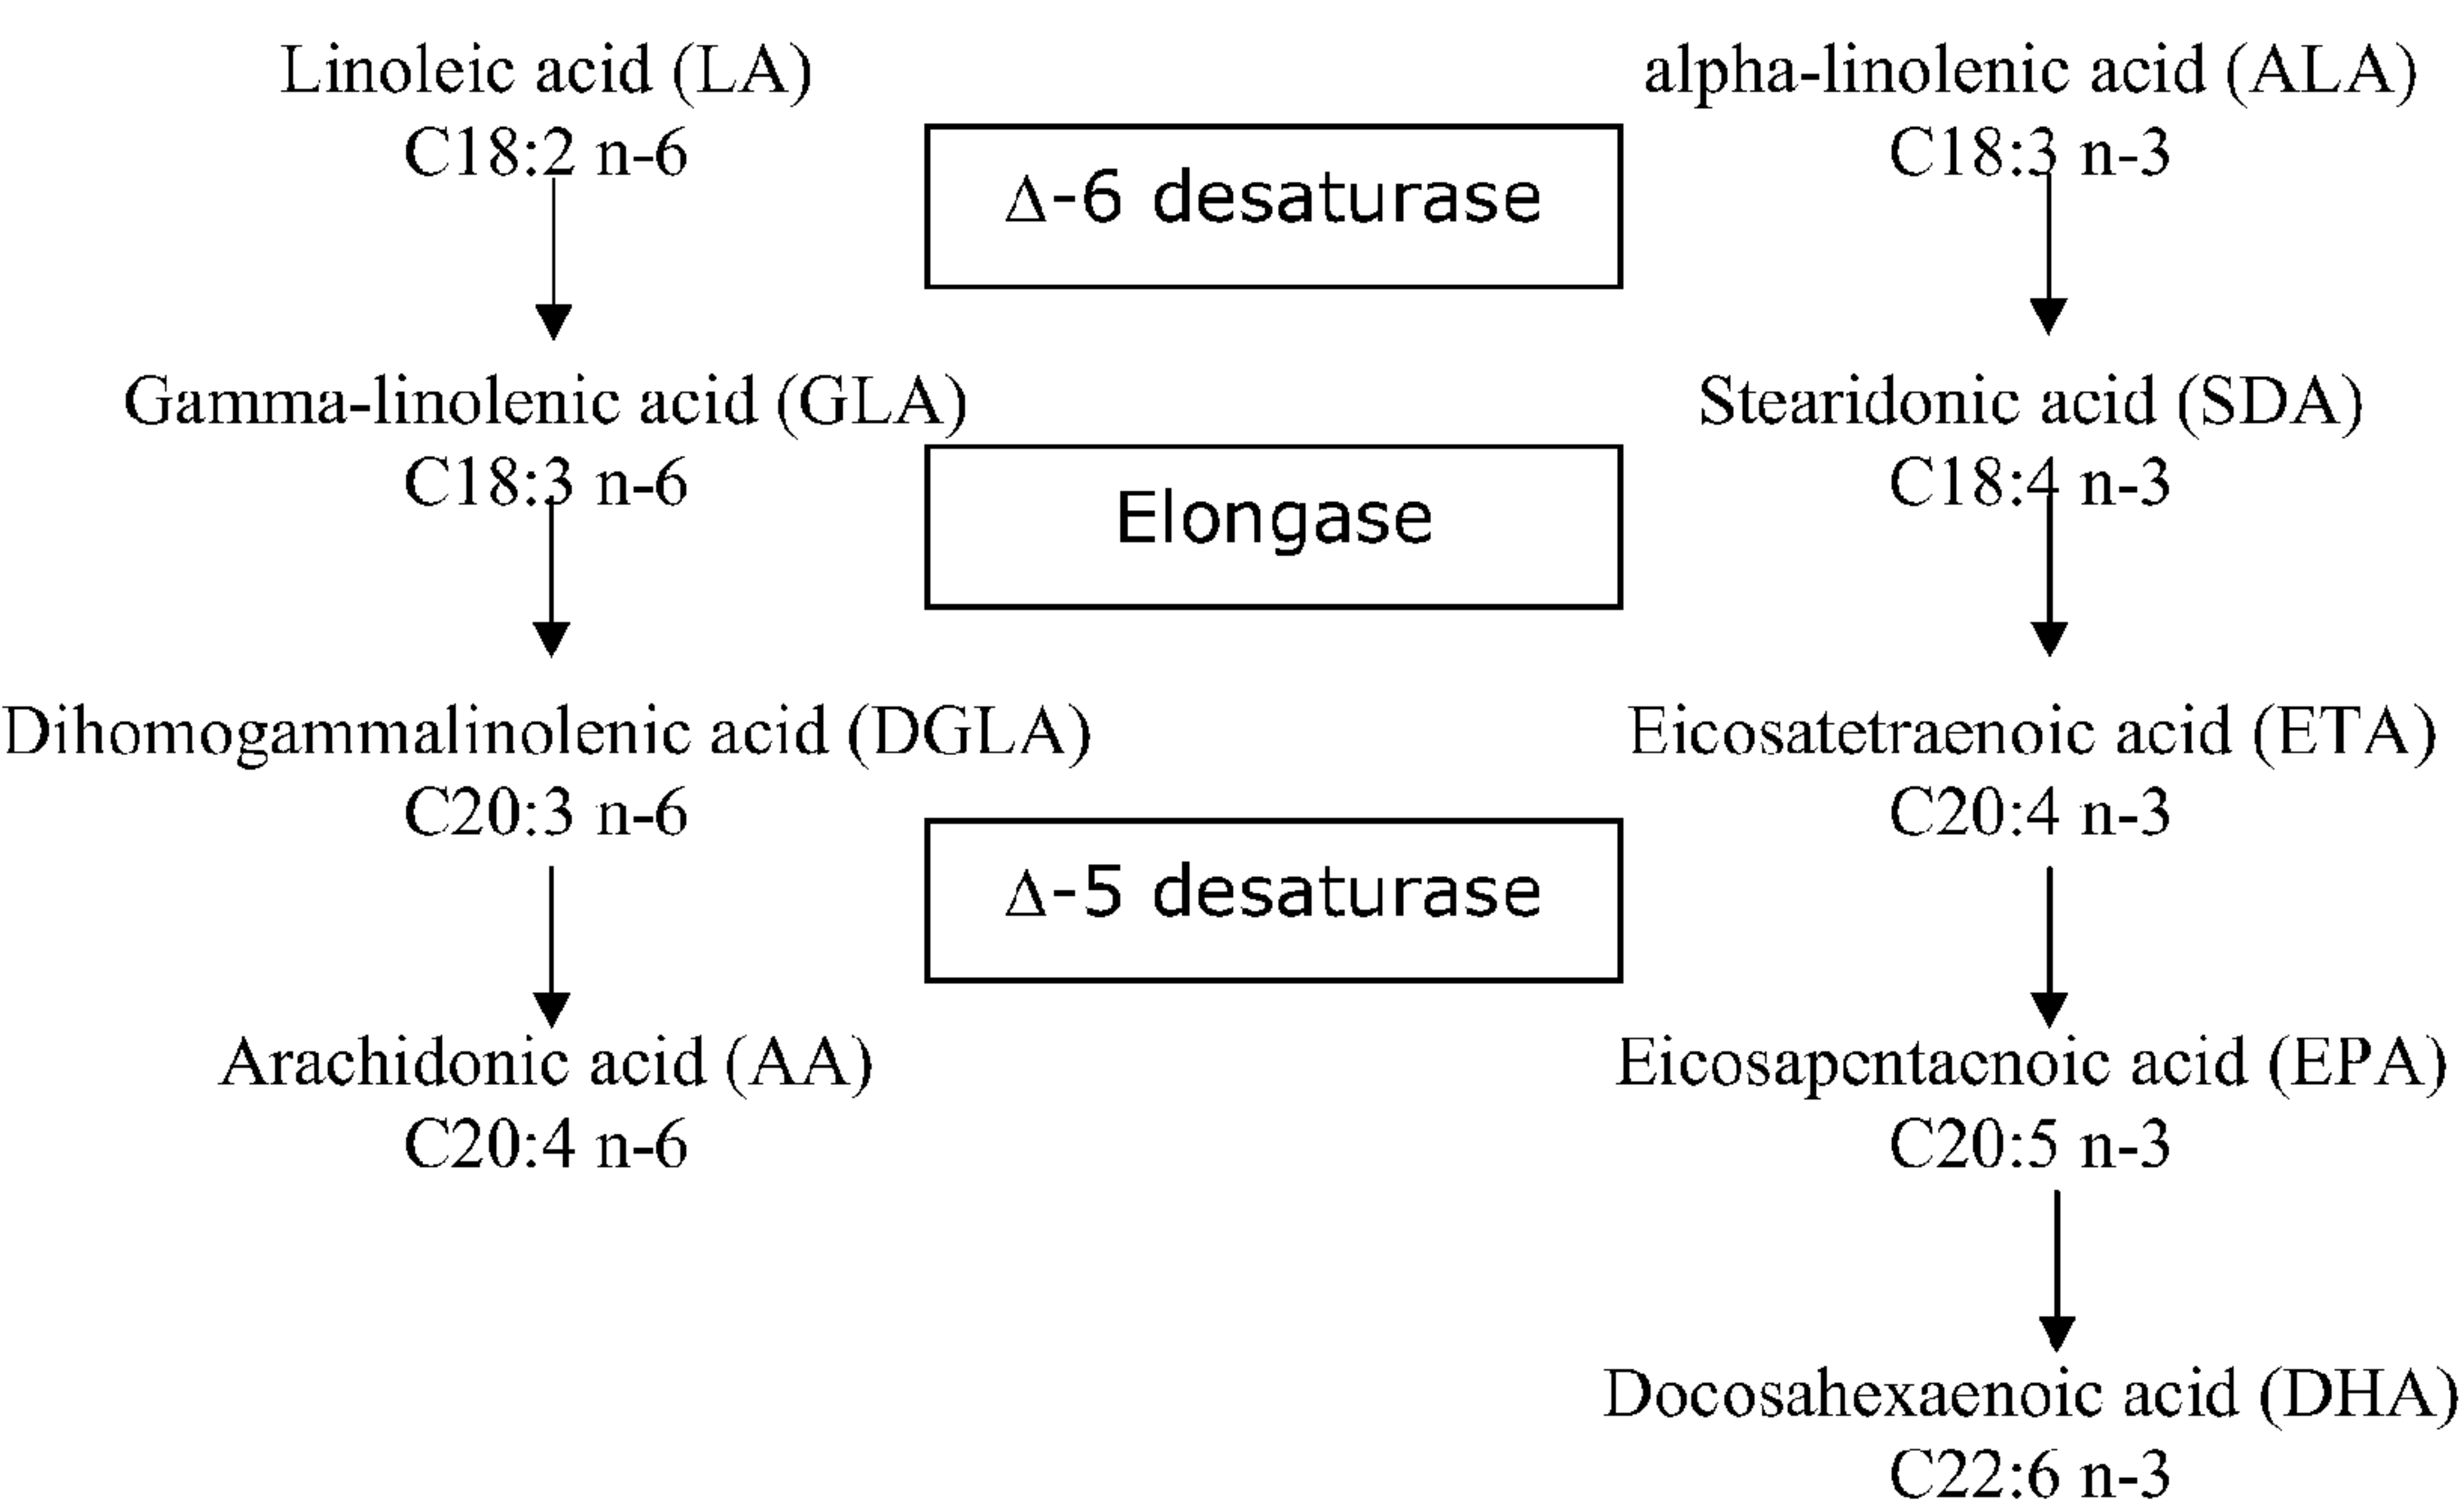 Linoleic acid (LA)
C18:2 n-6
alpha-linolenic acid (ALA)
C18:3 n-3
Δ-6 desaturase
Gamma-linolenic acid (GLA)
C18:3 n-6
Stearidonic acid (SDA)
C18:4 n-3
Elongase
Dihomogammalinolenic acid (DGLA)
C20:3 n-6
Eicosatetraenoic acid (ETA)
C20:4 n-3
Δ-5 desaturase
Arachidonic acid (AA)
C20:4 n-6
Eicosapentaenoic acid (EPA)
C20:5 n-3
Docosahexaenoic acid (DHA)
C22:6 n-3